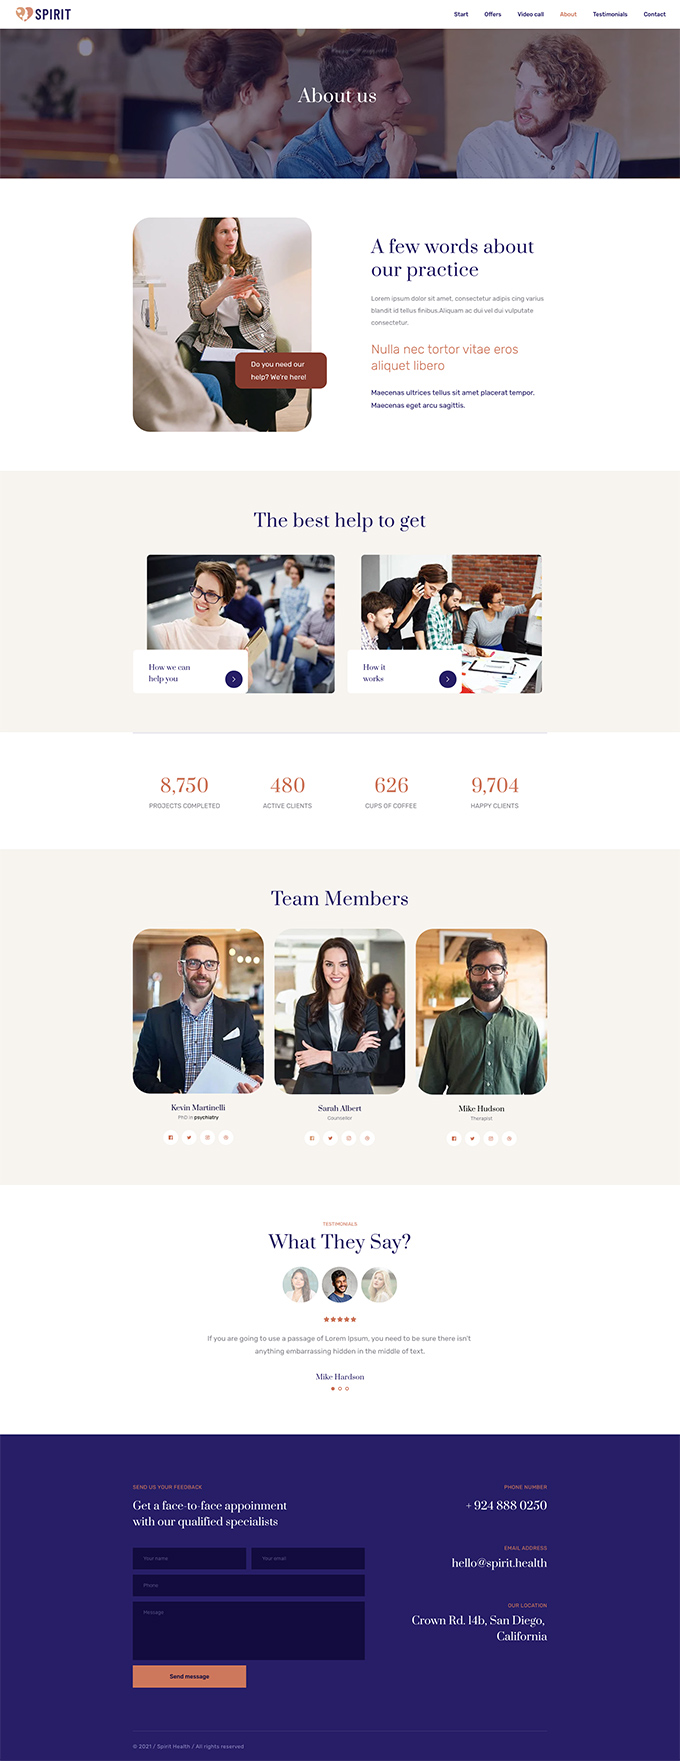 SPIRIT
Start Offers Video call About Testimonials Contact
About us
A few words about
our practice
Lorem ipsum dolor sit amet, consectetur adipis cing varius
blandit id tellus finibus.Aliquam ac dui vel dui vulputate
consectetur.
Nulla nec tortor vitae eros
aliquet libero
Maecenas ultrices tellus sit amet placerat tempor.
Maecenas eget arcu sagittis.
Do you need our
help? We're here!
The best help to get
How we can
help you
How it
works
8,750 480 626 9,704
PROJECTS COMPLETED ACTIVE CLIENTS CUPS OF COFFEE HAPPY CLIENTS
Team Members
Kevin Martinelli Sarah Albert Mike Hudson
PhD in psychiatry Counsellor Therapist
TESTIMONIALS
What They Say?
If you are going to use a passage of Lorem Ipsum, you need to be sure there isn't
anything embarrassing hidden in the middle of text.
Mike Hardson
SEND US YOUR FEEDBACK
Get a face-to-face appoinment
with our qualified specialists
Your name Your email
Phone
Message
Send message
PHONE NUMBER
+ 924 888 0250
EMAIL ADDRESS
hello@spirit.health
OUR LOCATION
Crown Rd. 14b, San Diego,
California
© 2021 / Spirit Health / All rights reserved